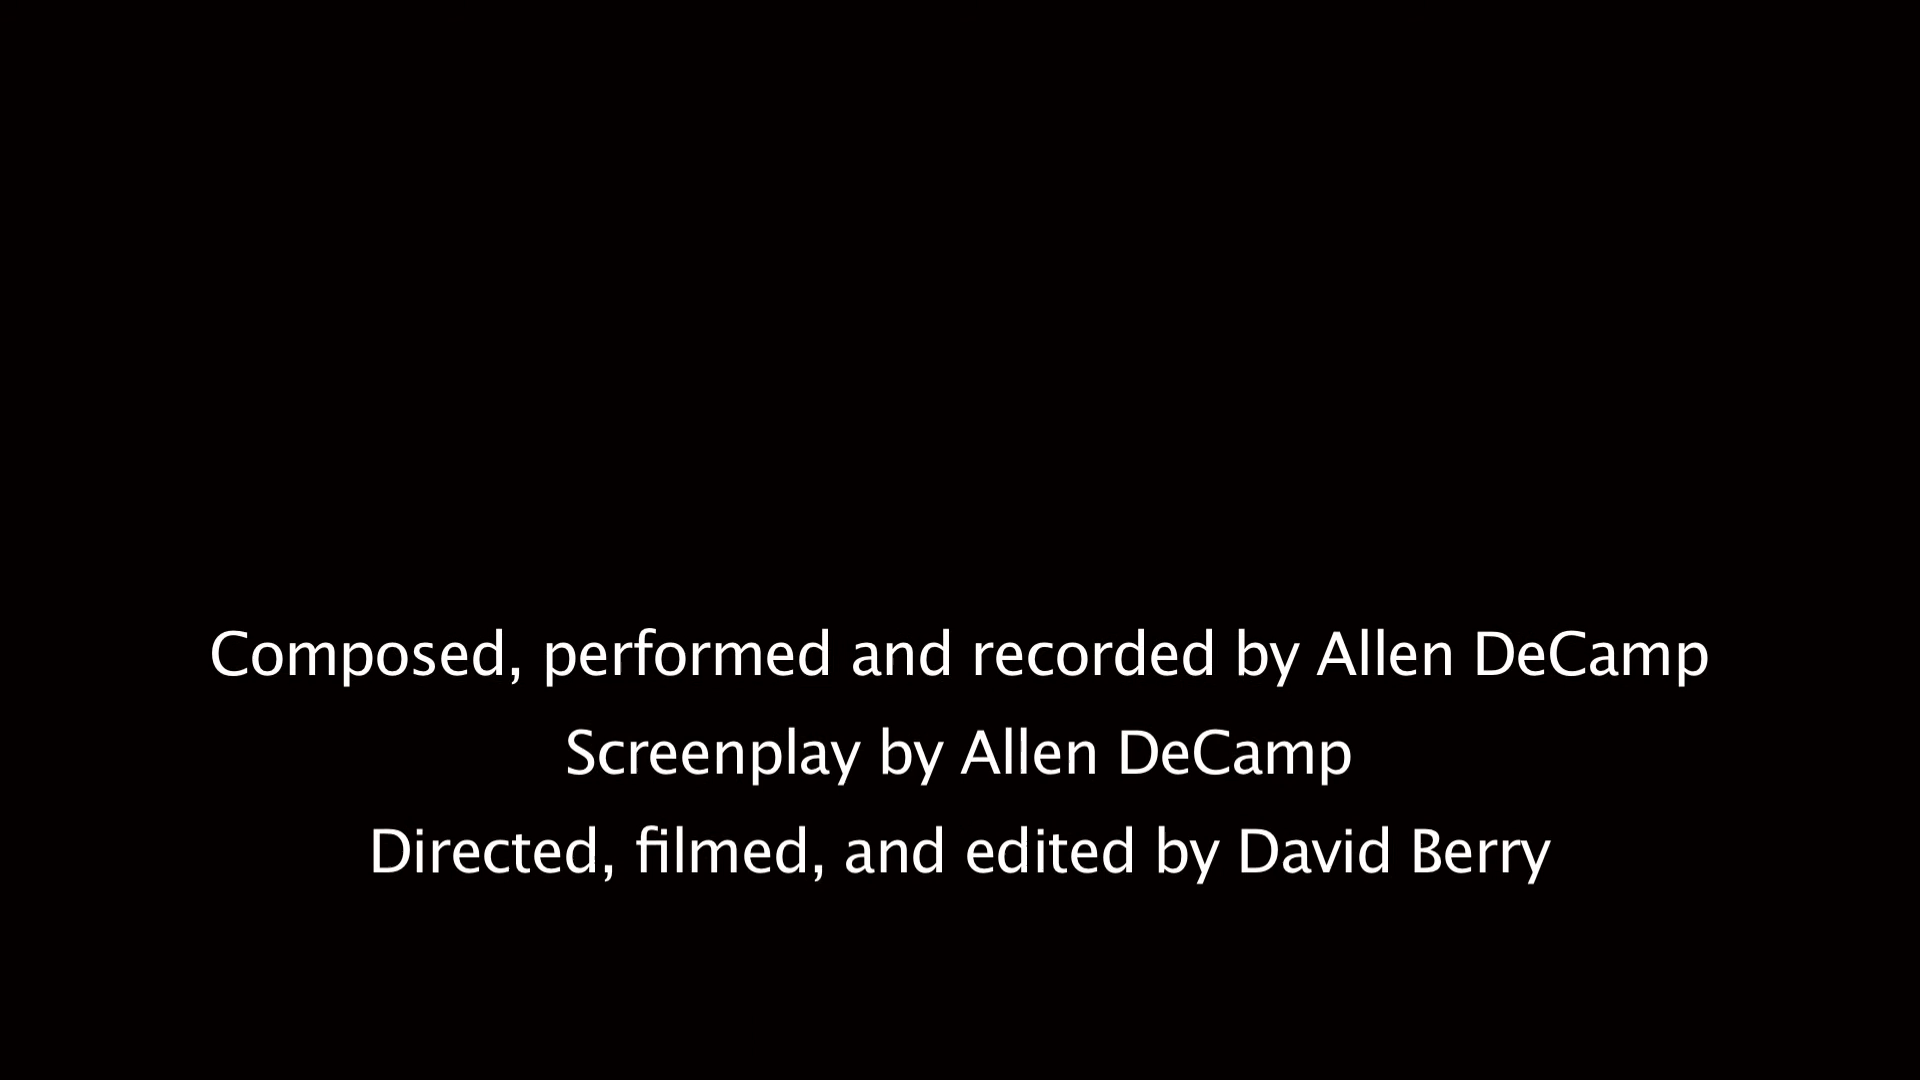 Composed, performed and recorded by Allen DeCamp
Screenplay by Allen DeCamp
Directed, filmed, and edited by David Berry